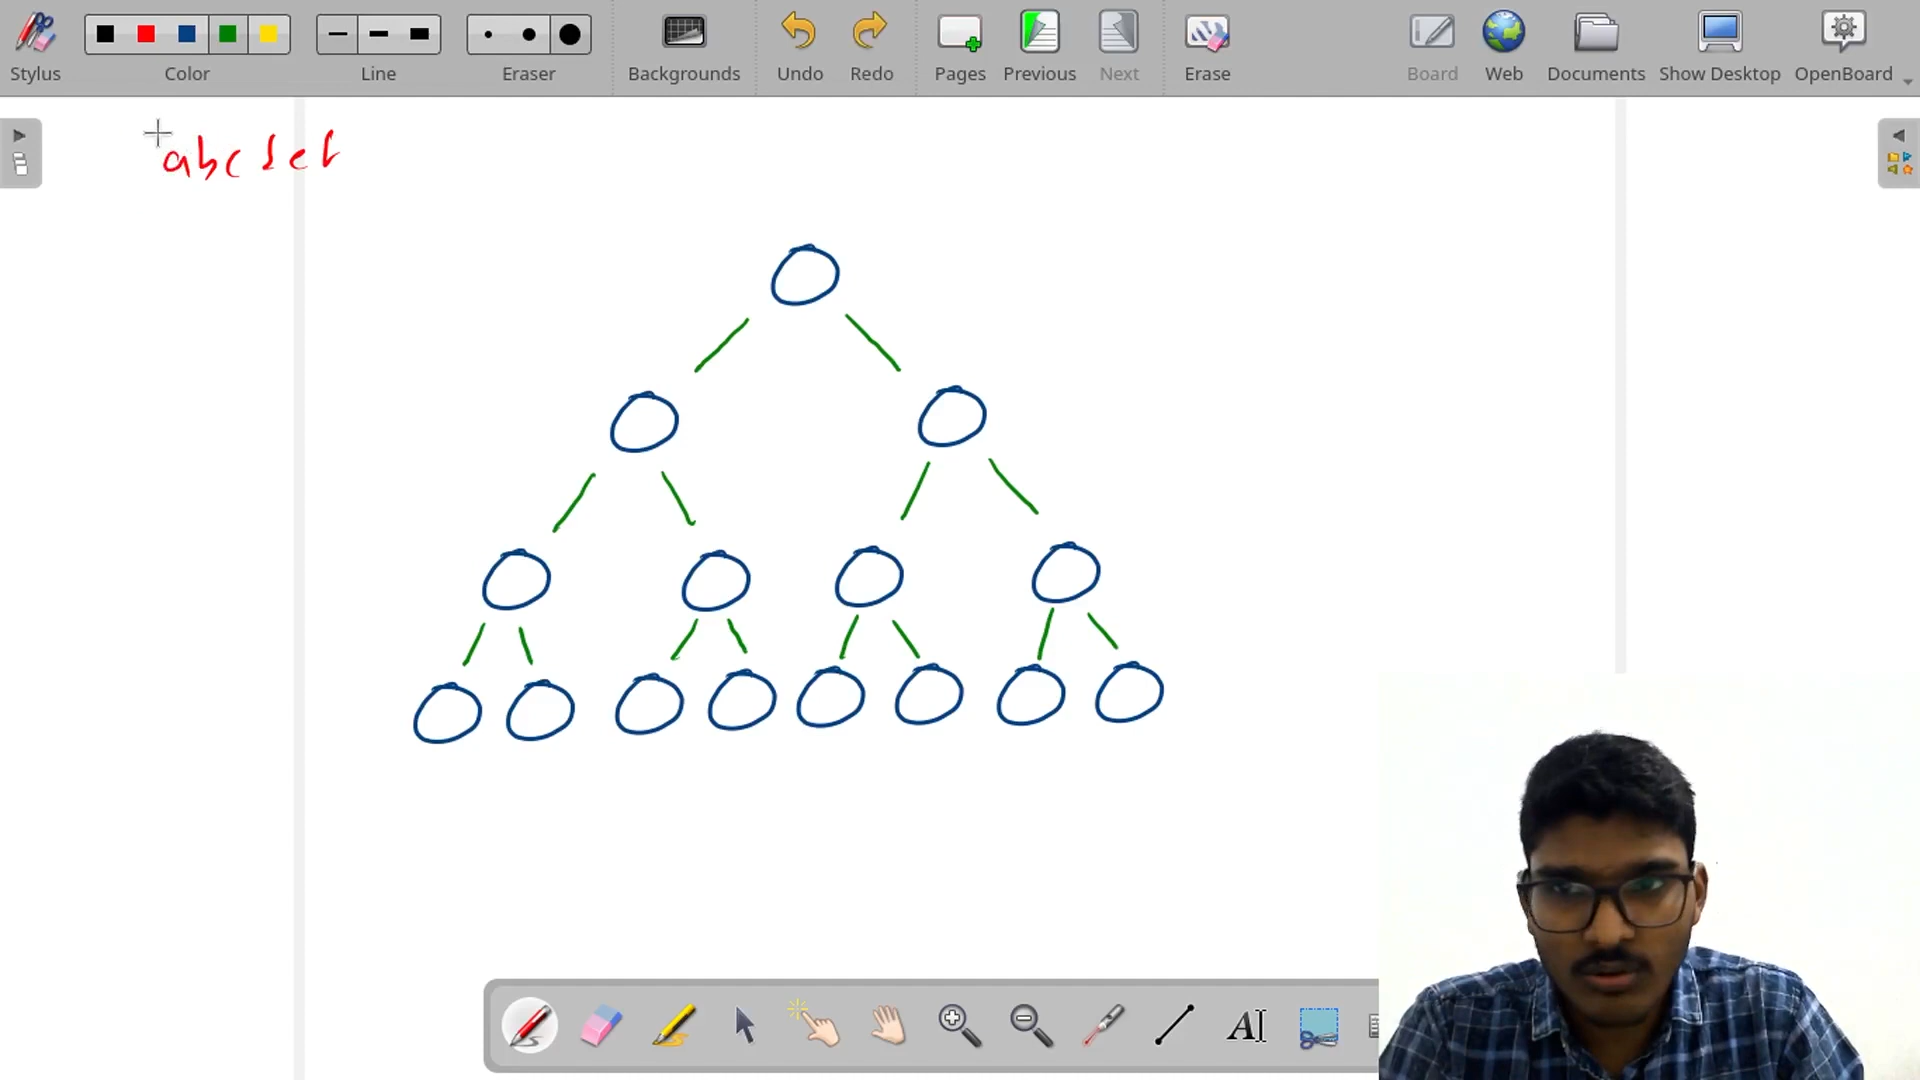 Stylus Color Line Eraser Backgrounds Undo Redo Pages Previous Next Erase Board Web Documents Show Desktop OpenBoard
abcdef
A